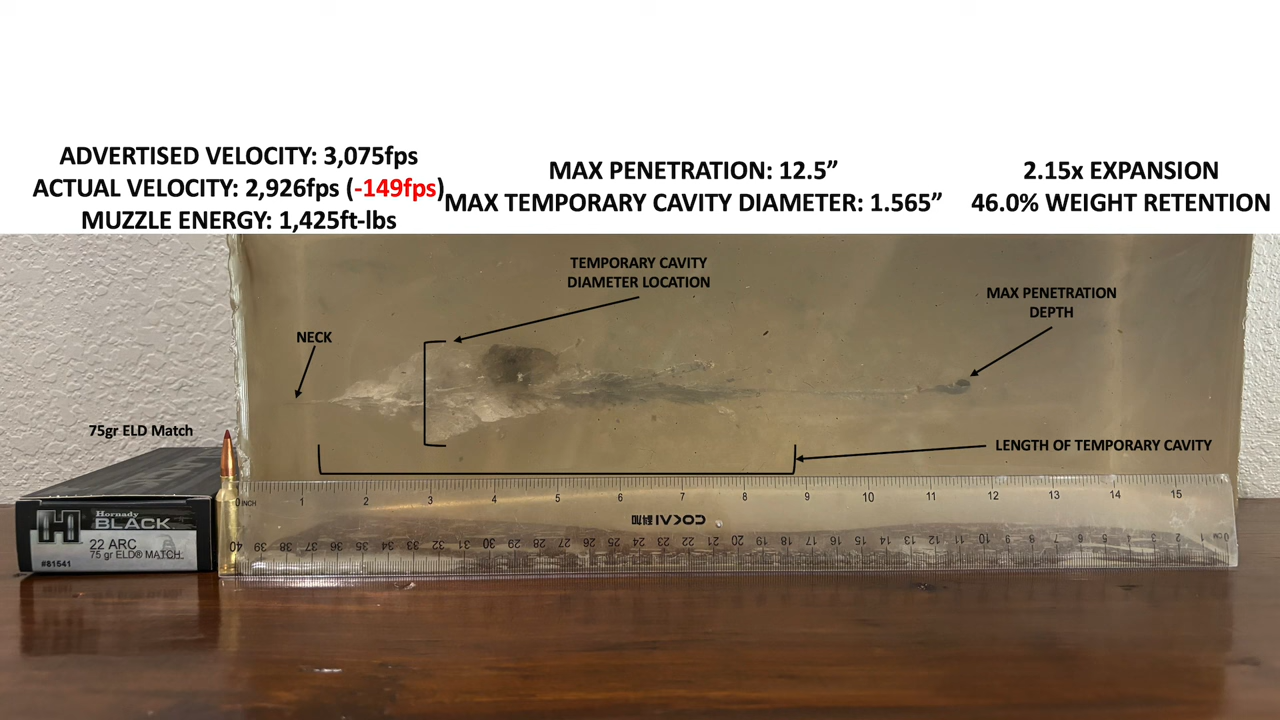 ADVERTISED VELOCITY: 3,075fps
ACTUAL VELOCITY: 2,926fps (-149fps)
MUZZLE ENERGY: 1,425ft-lbs
MAX PENETRATION: 12.5”
MAX TEMPORARY CAVITY DIAMETER: 1.565”
2.15x EXPANSION
46.0% WEIGHT RETENTION
TEMPORARY CAVITY
DIAMETER LOCATION
MAX PENETRATION
DEPTH
NECK
75gr ELD Match
LENGTH OF TEMPORARY CAVITY
H
Hornady
BLACK
22 ARC
75 gr ELD® MATCH
#81541
0 INCH 1 2 3 4 5 6 7 8 9 10 11 12 13 14 15
COKAI 科加
40 39 38 37 36 35 34 33 32 31 30 29 28 27 26 25 24 23 22 21 20 19 18 17 16 15 14 13 12 11 10 9 8 7 6 5 4 3 2 1 0 CM